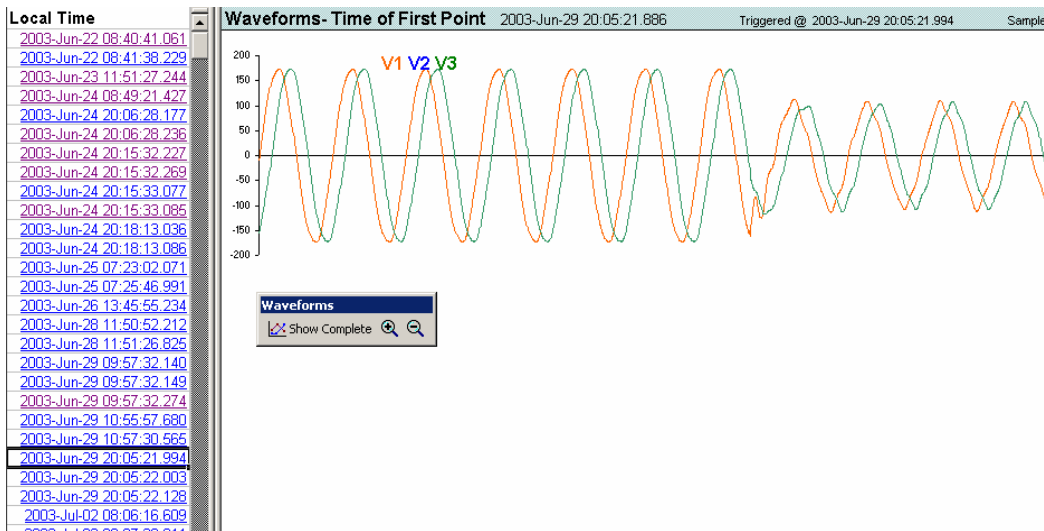 Local Time
2003-Jun-22 08:40:41.061
2003-Jun-22 08:41:38.229
2003-Jun-23 11:51:27.244
2003-Jun-24 08:49:21.427
2003-Jun-24 20:06:28.177
2003-Jun-24 20:06:28.236
2003-Jun-24 20:15:32.227
2003-Jun-24 20:15:32.269
2003-Jun-24 20:15:33.077
2003-Jun-24 20:15:33.085
2003-Jun-24 20:18:13.036
2003-Jun-24 20:18:13.086
2003-Jun-25 07:23:02.071
2003-Jun-25 07:25:46.991
2003-Jun-26 13:45:55.234
2003-Jun-28 11:50:52.212
2003-Jun-28 11:51:26.825
2003-Jun-29 09:57:32.140
2003-Jun-29 09:57:32.149
2003-Jun-29 09:57:32.274
2003-Jun-29 10:55:57.680
2003-Jun-29 10:57:30.565
2003-Jun-29 20:05:21.994
2003-Jun-29 20:05:22.003
2003-Jun-29 20:05:22.128
2003-Jul-02 08:06:16.609
Waveforms- Time of First Point 2003-Jun-29 20:05:21.886 Triggered @ 2003-Jun-29 20:05:21.994 Sample
V1 V2 V3
200
150
100
50
0
-50
-100
-150
-200
Waveforms
Show Complete